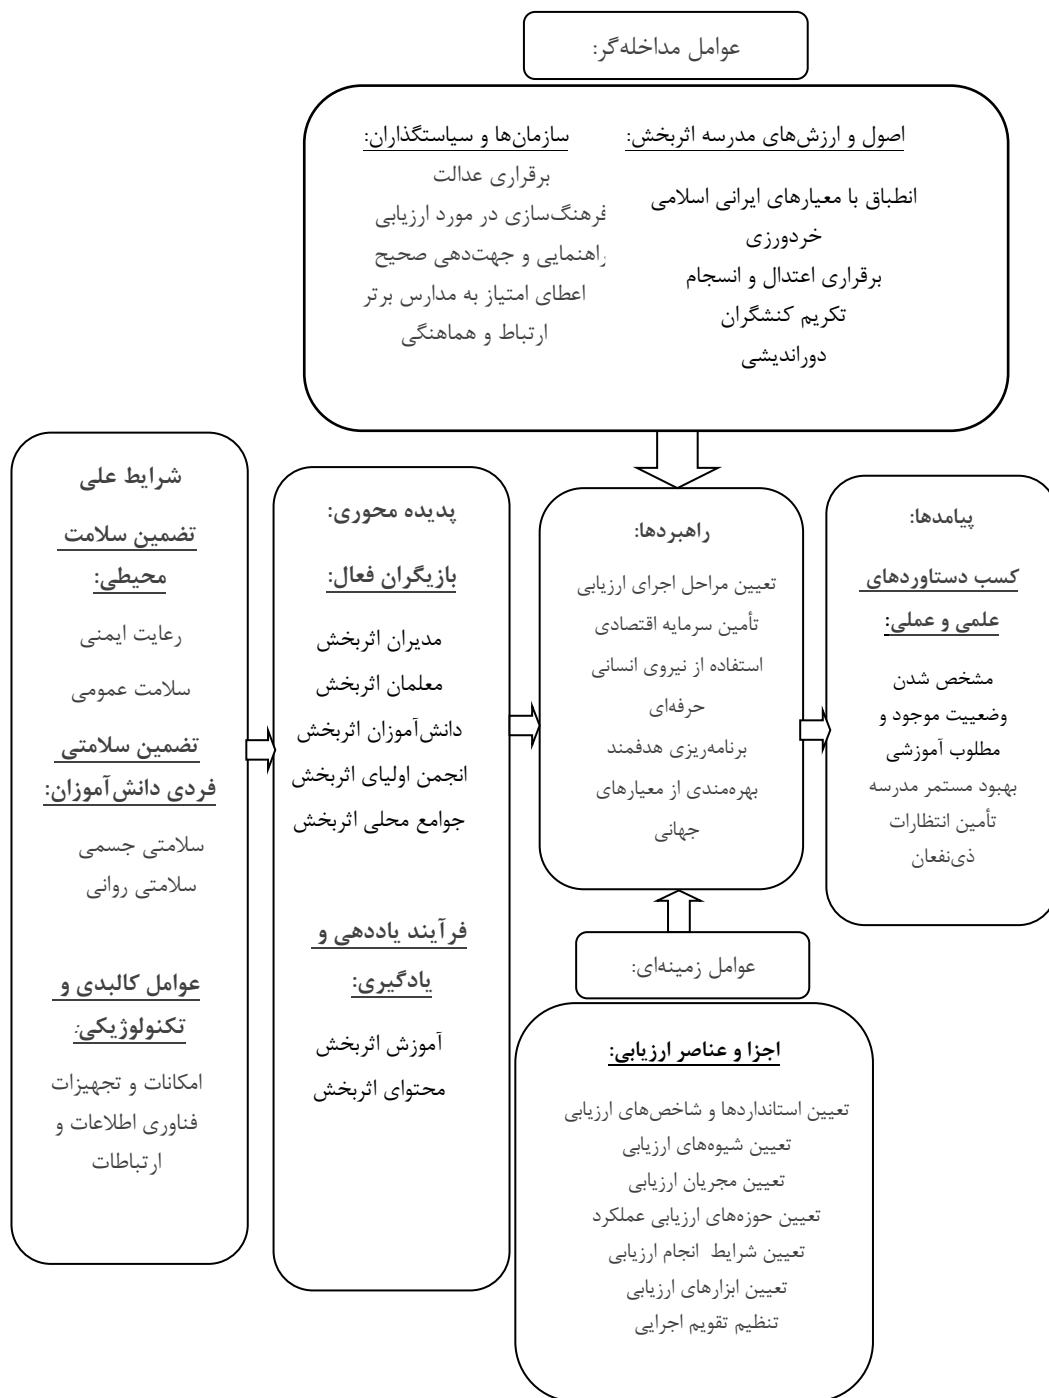 عوامل مداخله‌گر:
اصول و ارزش‌های مدرسه اثربخش:
انطباق با معیارهای ایرانی اسلامی
خردورزی
برقراری اعتدال و انسجام
تکریم کنشگران
دوراندیشی
سازمان‌ها و سیاستگذاران:
برقراری عدالت
فرهنگ‌سازی در مورد ارزیابی
راهنمایی و جهت‌دهی صحیح
اعطای امتیاز به مدارس برتر
ارتباط و هماهنگی
شرایط علی
تضمین سلامت
محیطی:
رعایت ایمنی
سلامت عمومی
تضمین سلامتی
فردی دانش‌آموزان:
سلامتی جسمی
سلامتی روانی
عوامل کالبدی و
تکنولوژیکی:
امکانات و تجهیزات
فناوری اطلاعات و
ارتباطات
پدیده محوری:
بازیگران فعال:
مدیران اثربخش
معلمان اثربخش
دانش‌آموزان اثربخش
انجمن اولیای اثربخش
جوامع محلی اثربخش
فرآیند یاددهی و
یادگیری:
آموزش اثربخش
محتوای اثربخش
راهبردها:
تعیین مراحل اجرای ارزیابی
تأمین سرمایه اقتصادی
استفاده از نیروی انسانی
حرفه‌ای
برنامه‌ریزی هدفمند
بهره‌مندی از معیارهای
جهانی
پیامدها:
کسب دستاوردهای
علمی و عملی:
مشخص شدن
وضعییت موجود و
مطلوب آموزشی
بهبود مستمر مدرسه
تأمین انتظارات
ذی‌نفعان
عوامل زمینه‌ای:
اجزا و عناصر ارزیابی:
تعیین استانداردها و شاخص‌های ارزیابی
تعیین شیوه‌های ارزیابی
تعیین مجریان ارزیابی
تعیین حوزه‌های ارزیابی عملکرد
تعیین شرایط انجام ارزیابی
تعیین ابزارهای ارزیابی
تنظیم تقویم اجرایی